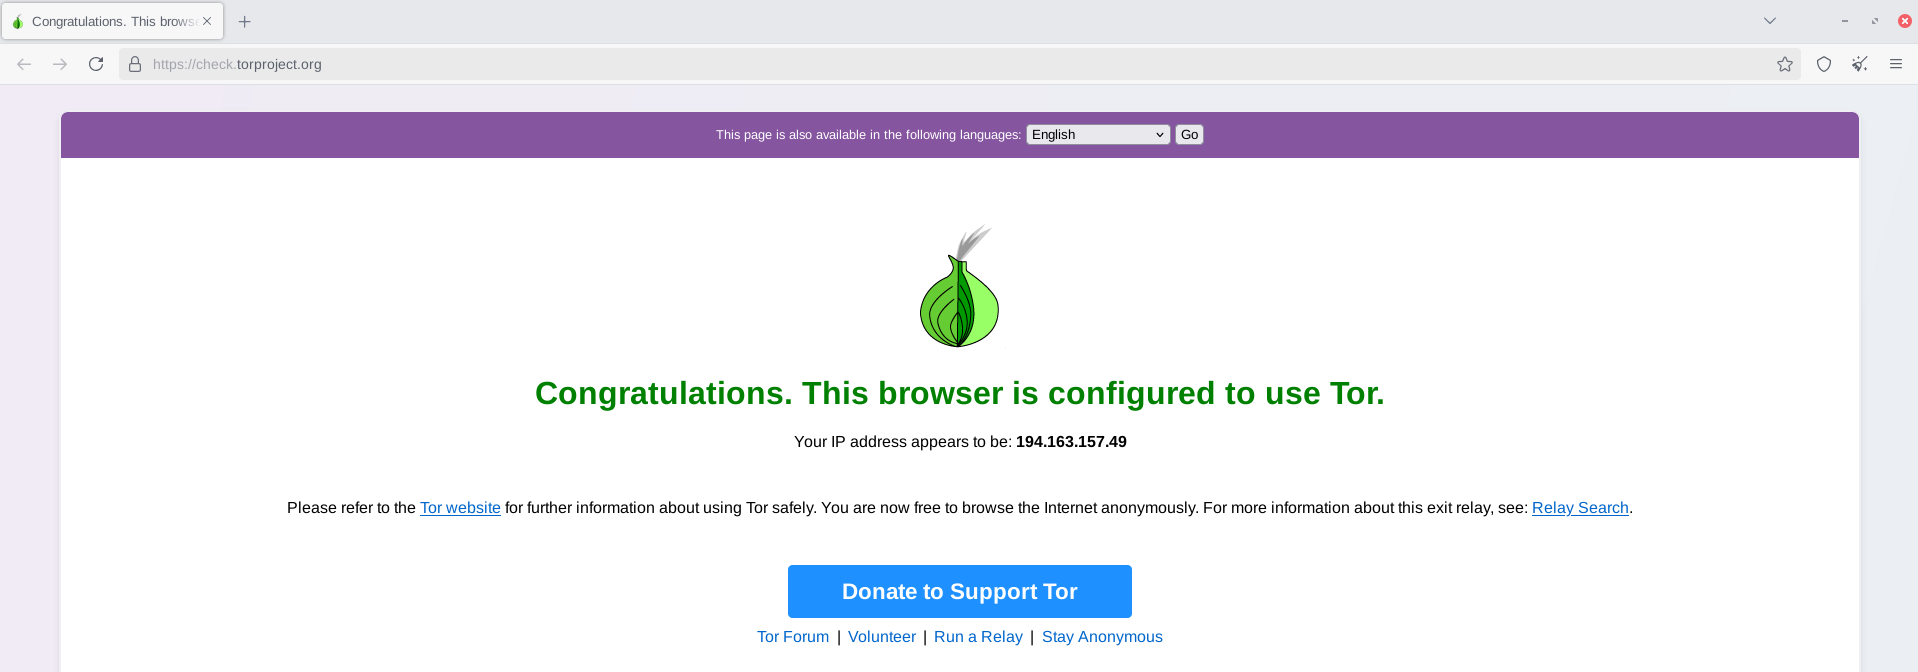 Congratulations. This brows
https://check.torproject.org
This page is also available in the following languages: English Go
Congratulations. This browser is configured to use Tor.
Your IP address appears to be: 194.163.157.49
Please refer to the Tor website for further information about using Tor safely. You are now free to browse the Internet anonymously. For more information about this exit relay, see: Relay Search.
Donate to Support Tor
Tor Forum | Volunteer | Run a Relay | Stay Anonymous